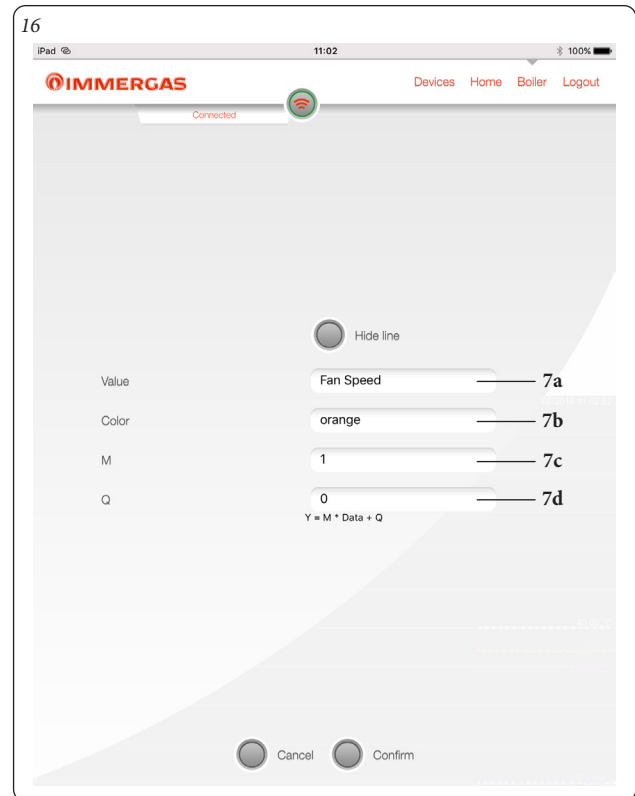 16
iPad 11:02 100%
IMMERGAS Devices Home Boiler Logout
Connected
Hide line
Value Fan Speed 7a
Color orange 7b
M 1 7c
Q 0 7d
Y = M * Data + Q
Cancel Confirm